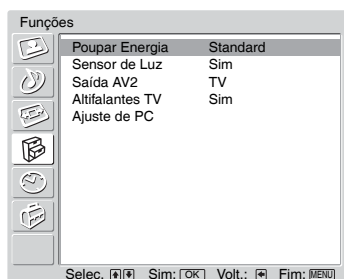 Funções
Poupar Energia Standard
Sensor de Luz Sim
Saída AV2 TV
Altifalantes TV Sim
Ajuste de PC
Selec. Sim: OK Volt.: Fim: MENU